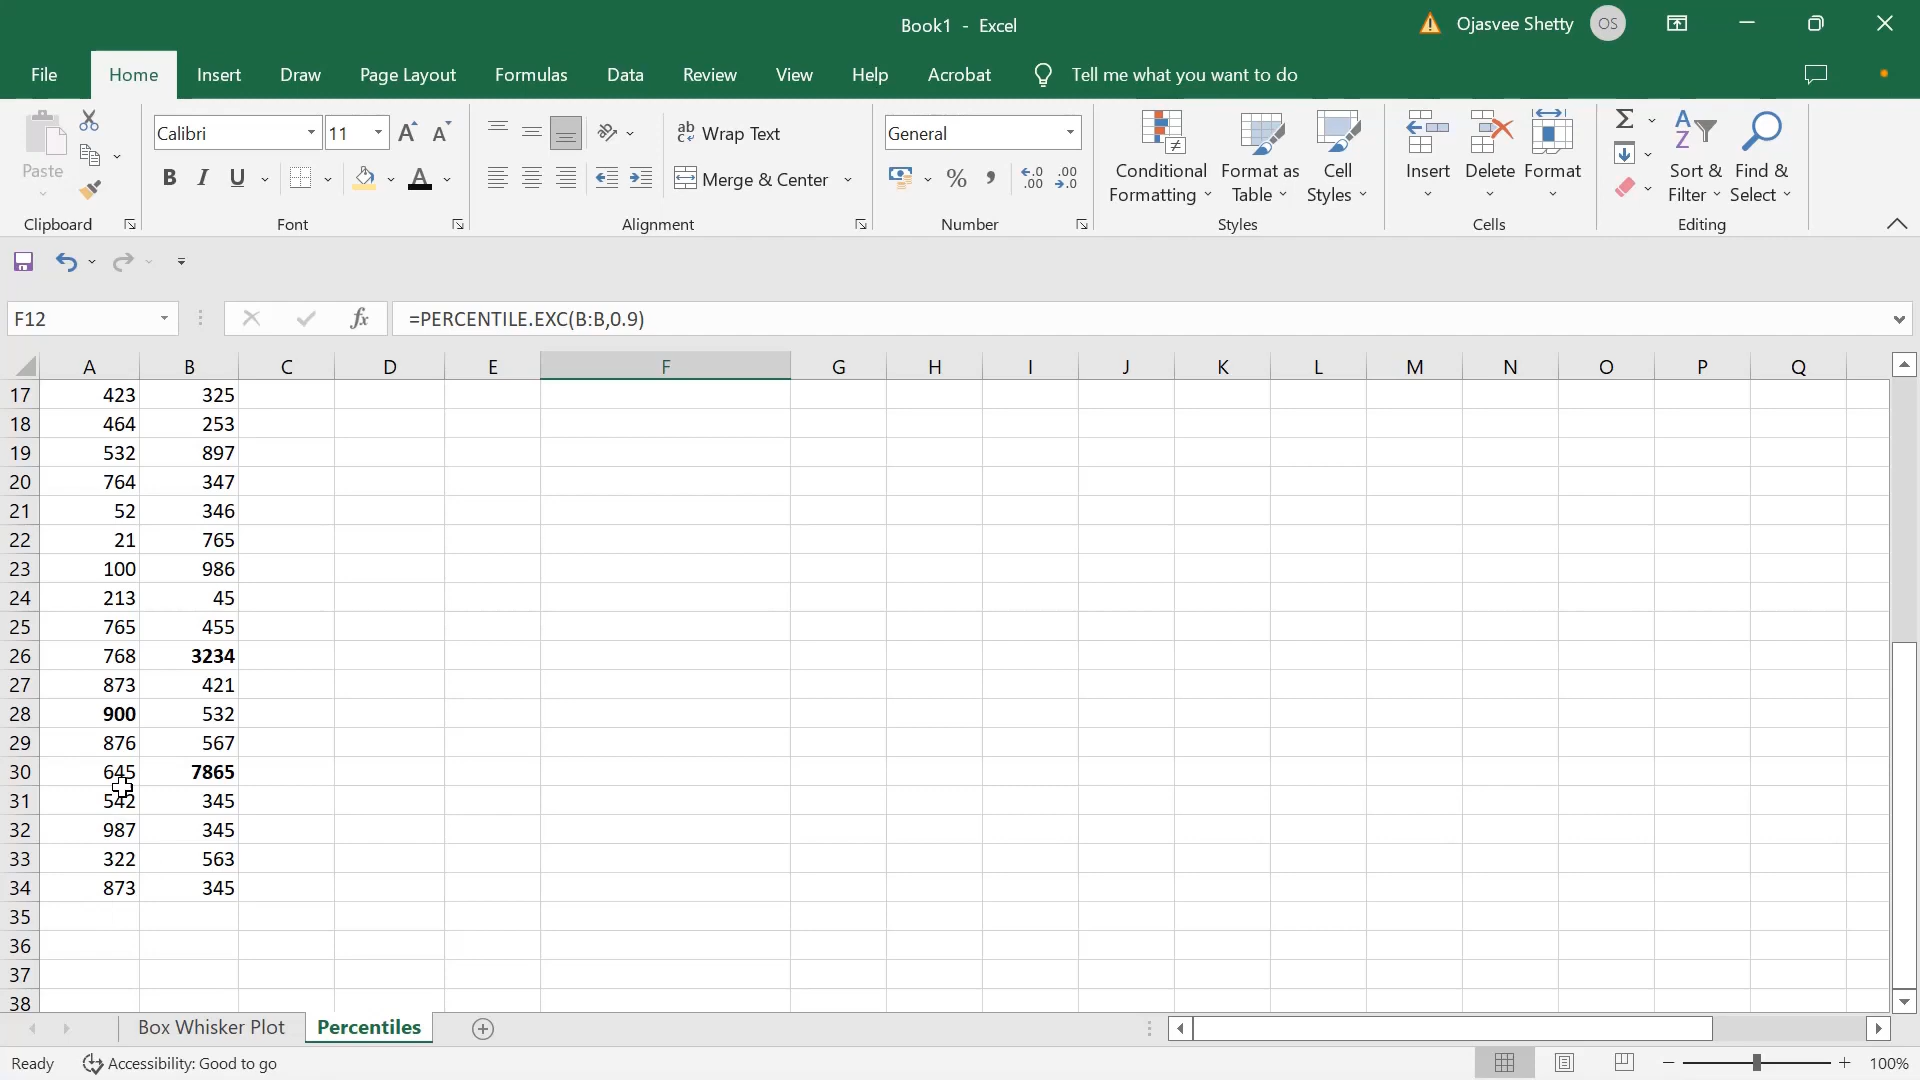 Book1 - Excel
Ojasvee Shetty
OS
File Home Insert Draw Page Layout Formulas Data Review View Help Acrobat Tell me what you want to do
Paste
Clipboard
Calibri 11
B I U
Font
ab Wrap Text
Merge & Center
Alignment
General
Number
Conditional Formatting
Format as Table
Cell Styles
Styles
Insert Delete Format
Cells
Sort & Filter
Find & Select
Editing
F12 fx =PERCENTILE.EXC(B:B,0.9)
A B C D E F G H I J K L M N O P Q
17 423 325
18 464 253
19 532 897
20 764 347
21 52 346
22 21 765
23 100 986
24 213 45
25 765 455
26 768 3234
27 873 421
28 900 532
29 876 567
30 645 7865
31 542 345
32 987 345
33 322 563
34 873 345
35
36
37
38
Box Whisker Plot Percentiles
Ready Accessibility: Good to go 100%